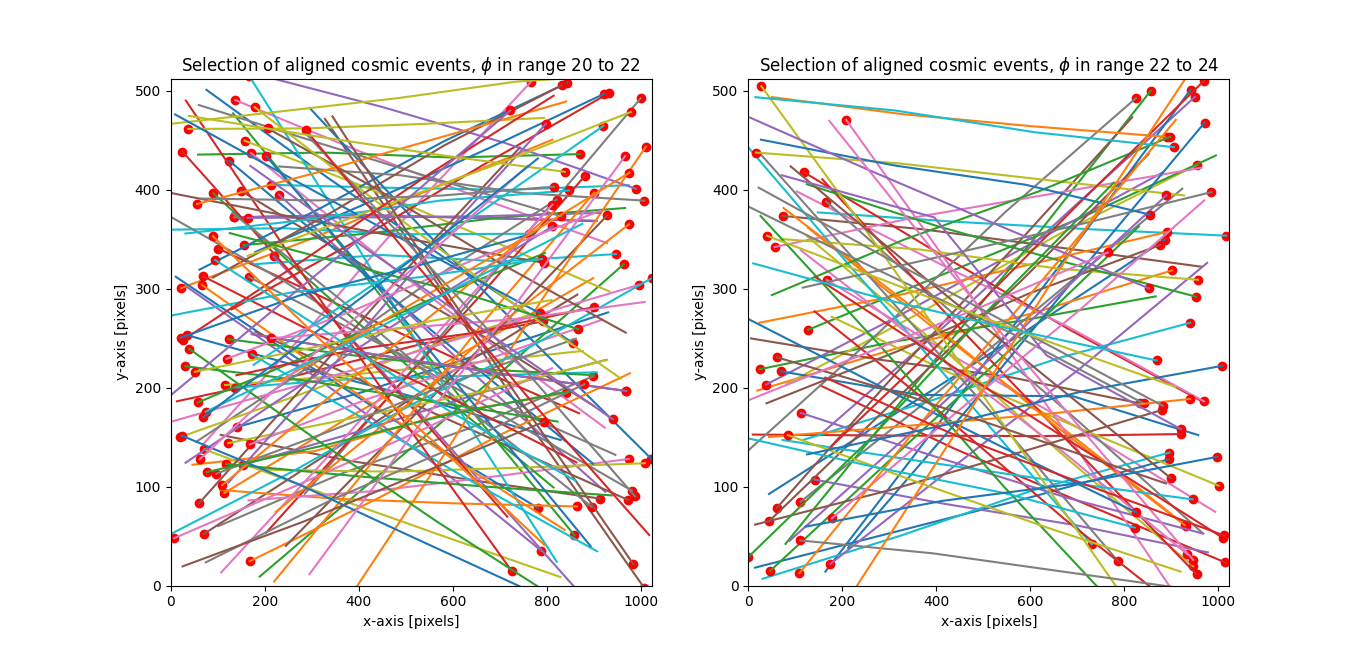 Selection of aligned cosmic events, ϕ in range 20 to 22
500
400
300
200
100
0
y-axis [pixels]
0 200 400 600 800 1000
x-axis [pixels]
Selection of aligned cosmic events, ϕ in range 22 to 24
500
400
300
200
100
0
y-axis [pixels]
0 200 400 600 800 1000
x-axis [pixels]